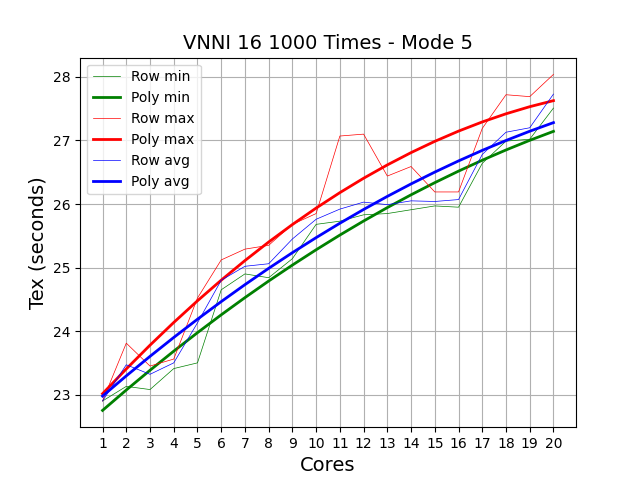 VNNI 16 1000 Times - Mode 5
Row min
Poly min
Row max
Poly max
Row avg
Poly avg
28
27
26
25
24
23
Tex (seconds)
1 2 3 4 5 6 7 8 9 10 11 12 13 14 15 16 17 18 19 20
Cores